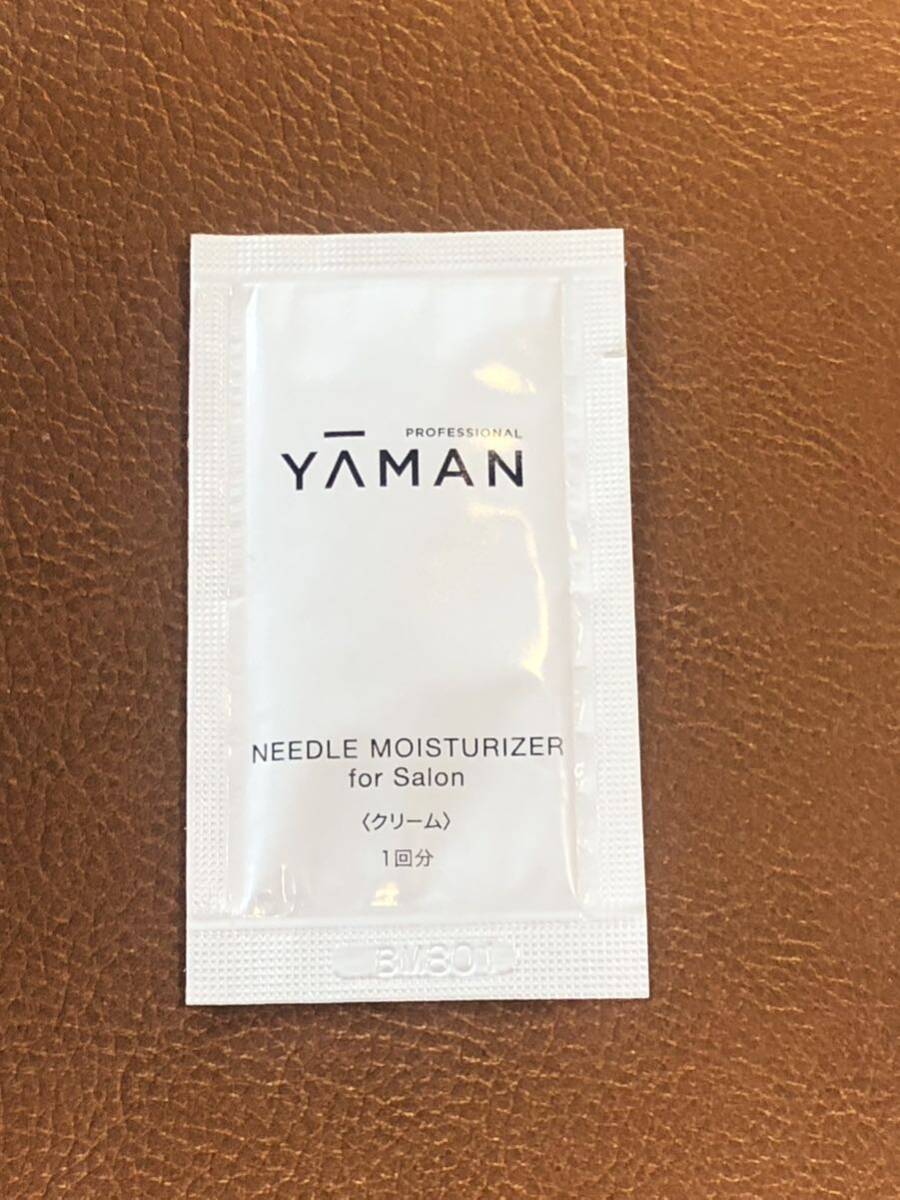 PROFESSIONAL
YĀMAN
NEEDLE MOISTURIZER
for Salon
〈クリーム〉
1回分
BM801